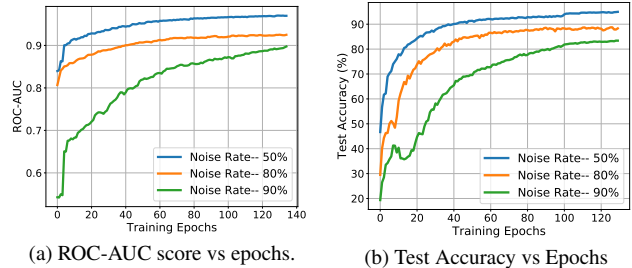 0.9
0.8
0.7
0.6
ROC-AUC
Noise Rate-- 50%
Noise Rate-- 80%
Noise Rate-- 90%
0 20 40 60 80 100 120 140
Training Epochs
(a) ROC-AUC score vs epochs.
90
80
70
60
50
40
30
20
Test Accuracy (%)
Noise Rate-- 50%
Noise Rate-- 80%
Noise Rate-- 90%
0 20 40 60 80 100 120
Training Epochs
(b) Test Accuracy vs Epochs